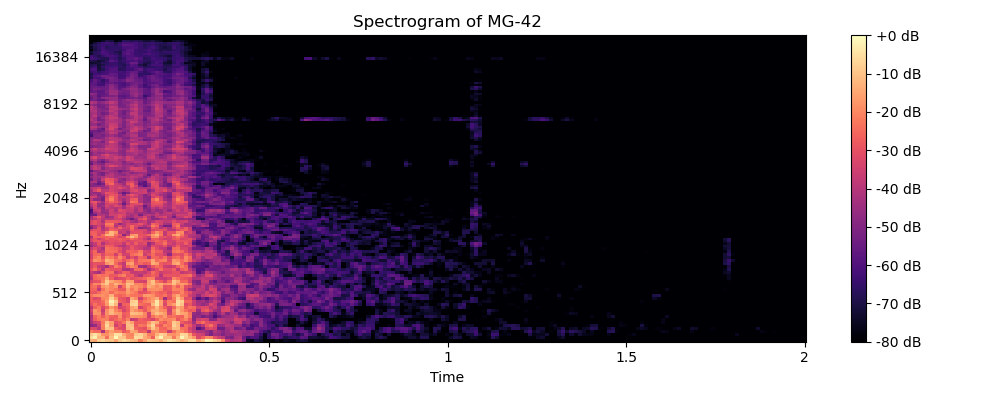 Spectrogram of MG-42
Hz
16384
8192
4096
2048
1024
512
0
0
0.5
1
1.5
2
Time
+0 dB
-10 dB
-20 dB
-30 dB
-40 dB
-50 dB
-60 dB
-70 dB
-80 dB